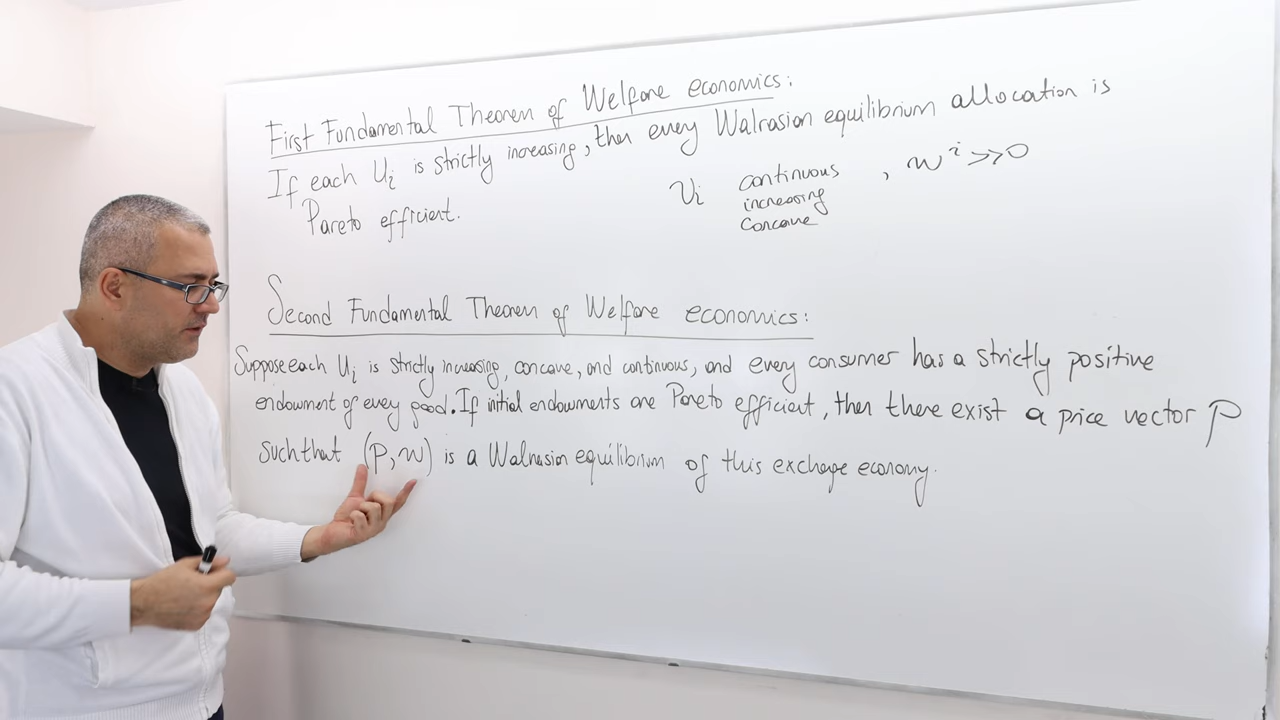 First Fundamental Theorem of Welfare economics:
If each Ui is strictly increasing, then every Walrasian equilibrium allocation is
Pareto efficient.
Ui continuous , wⁱ >> 0
increasing
Concave
Second Fundamental Theorem of Welfare economics:
Suppose each Ui is strictly increasing, concave, and continuous, and every consumer has a strictly positive
endowment of every good. If initial endowments are Pareto efficient, then there exist a price vector P
such that (P, w) is a Walrasian equilibrium of this exchange economy.